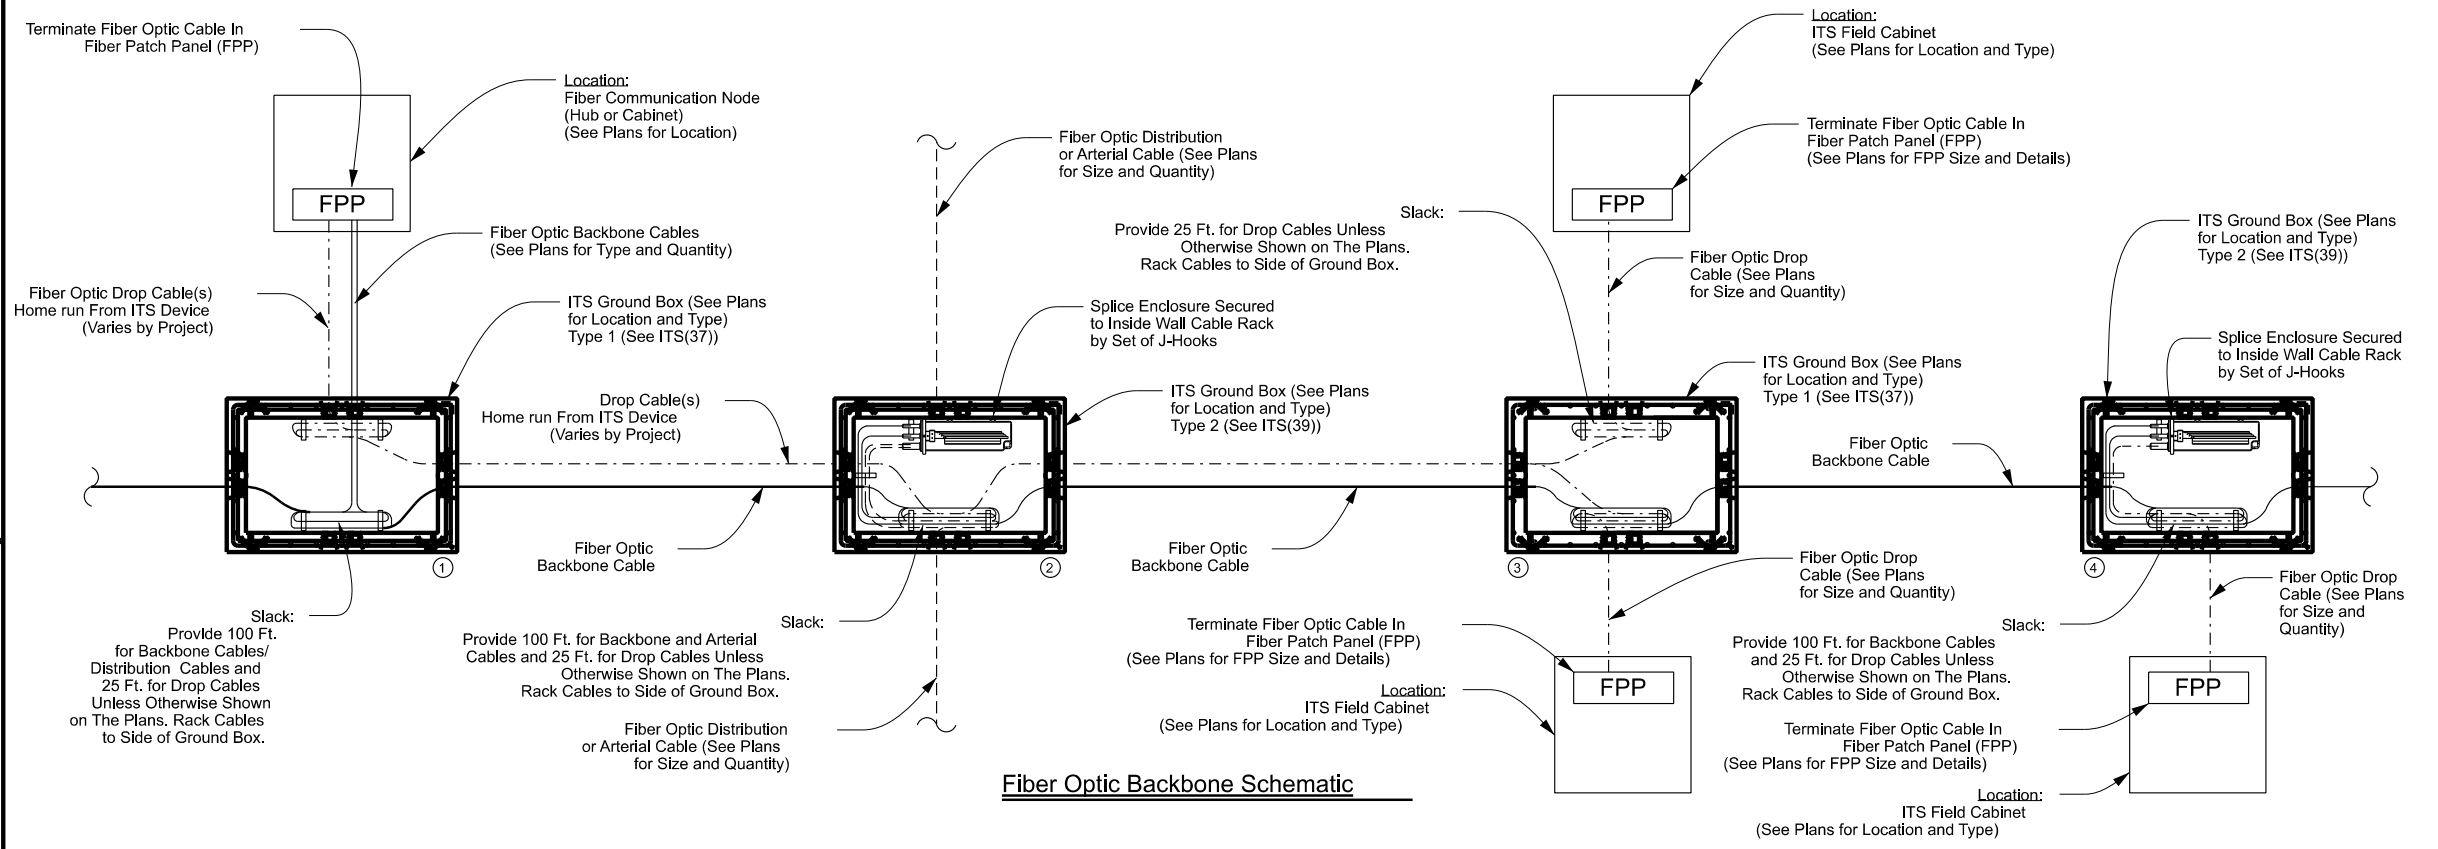 Terminate Fiber Optic Cable In
Fiber Patch Panel (FPP)
Location:
Fiber Communication Node
(Hub or Cabinet)
(See Plans for Location)
FPP
Fiber Optic Backbone Cables
(See Plans for Type and Quantity)
Fiber Optic Drop Cable(s)
Home run From ITS Device
(Varies by Project)
ITS Ground Box (See Plans
for Location and Type)
Type 1 (See ITS(37))
Drop Cable(s)
Home run From ITS Device
(Varies by Project)
1
Fiber Optic
Backbone Cable
Slack:
Provide 100 Ft.
for Backbone Cables/
Distribution Cables and
25 Ft. for Drop Cables
Unless Otherwise Shown
on The Plans. Rack Cables
to Side of Ground Box.
Fiber Optic Distribution
or Arterial Cable (See Plans
for Size and Quantity)
Splice Enclosure Secured
to Inside Wall Cable Rack
by Set of J-Hooks
ITS Ground Box (See Plans
for Location and Type)
Type 2 (See ITS(39))
2
Slack:
Provide 100 Ft. for Backbone and Arterial
Cables and 25 Ft. for Drop Cables Unless
Otherwise Shown on The Plans.
Rack Cables to Side of Ground Box.
Fiber Optic Distribution
or Arterial Cable (See Plans
for Size and Quantity)
Fiber Optic
Backbone Cable
Location:
ITS Field Cabinet
(See Plans for Location and Type)
Terminate Fiber Optic Cable In
Fiber Patch Panel (FPP)
(See Plans for FPP Size and Details)
FPP
Slack:
Provide 25 Ft. for Drop Cables Unless
Otherwise Shown on The Plans.
Rack Cables to Side of Ground Box.
Fiber Optic Drop
Cable (See Plans
for Size and Quantity)
ITS Ground Box (See Plans
for Location and Type)
Type 1 (See ITS(37))
3
Fiber Optic Drop
Cable (See Plans
for Size and Quantity)
Terminate Fiber Optic Cable In
Fiber Patch Panel (FPP)
(See Plans for FPP Size and Details)
FPP
Location:
ITS Field Cabinet
(See Plans for Location and Type)
Fiber Optic
Backbone Cable
ITS Ground Box (See Plans
for Location and Type)
Type 2 (See ITS(39))
Splice Enclosure Secured
to Inside Wall Cable Rack
by Set of J-Hooks
4
Fiber Optic Drop
Cable (See Plans
for Size and
Quantity)
Slack:
Provide 100 Ft. for Backbone Cables
and 25 Ft. for Drop Cables Unless
Otherwise Shown on The Plans.
Rack Cables to Side of Ground Box.
FPP
Terminate Fiber Optic Cable In
Fiber Patch Panel (FPP)
(See Plans for FPP Size and Details)
Location:
ITS Field Cabinet
(See Plans for Location and Type)
Fiber Optic Backbone Schematic